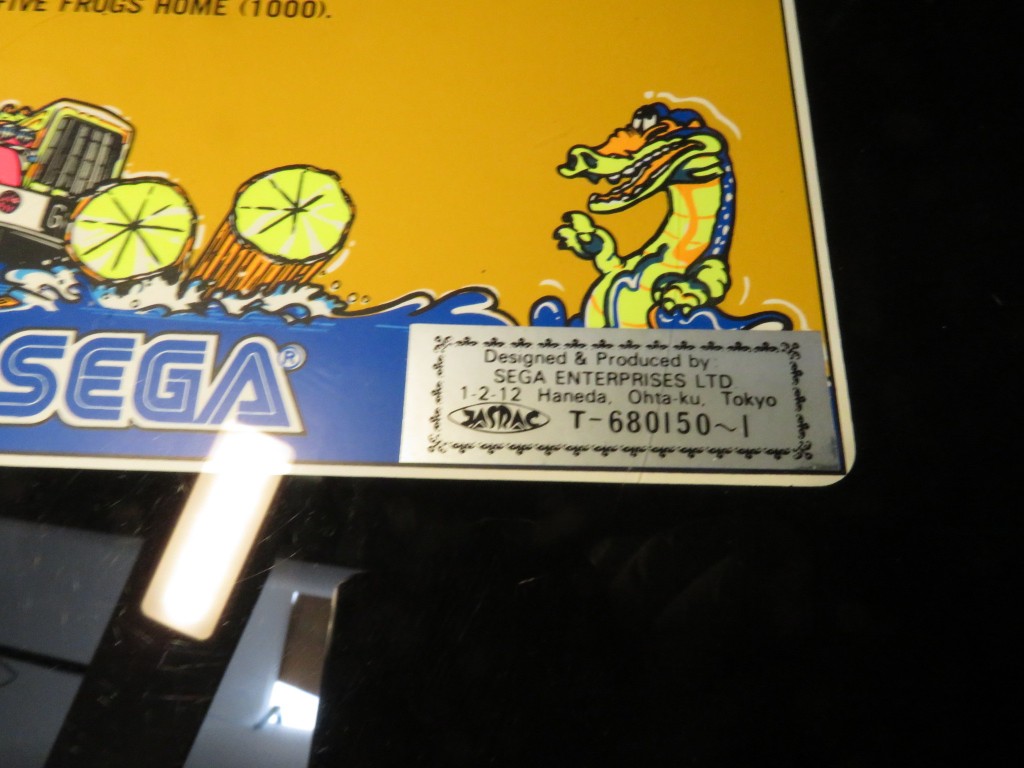 FIVE FROGS HOME (1000).
SEGA®
Designed & Produced by
SEGA ENTERPRISES LTD
1-2-12 Haneda, Ohta-ku, Tokyo
JASRAC T-680150~1